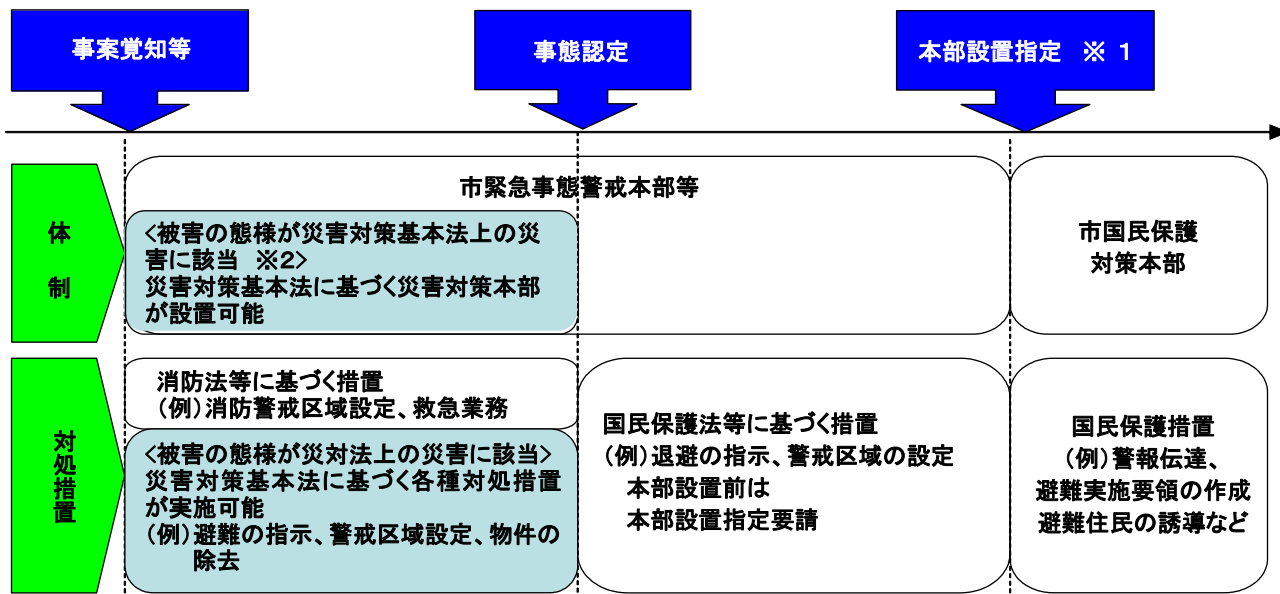 事案覚知等
事態認定
本部設置指定 ※1
体
制
市緊急事態警戒本部等
<被害の態様が災害対策基本法上の災
害に該当 ※2>
災害対策基本法に基づく災害対策本部
が設置可能
市国民保護
対策本部
対処措置
消防法等に基づく措置
(例)消防警戒区域設定、救急業務
<被害の態様が災対法上の災害に該当>
災害対策基本法に基づく各種対処措置
が実施可能
(例)避難の指示、警戒区域設定、物件の
除去
国民保護法等に基づく措置
(例)退避の指示、警戒区域の設定
本部設置前は
本部設置指定要請
国民保護措置
(例)警報伝達、
避難実施要領の作成
避難住民の誘導など